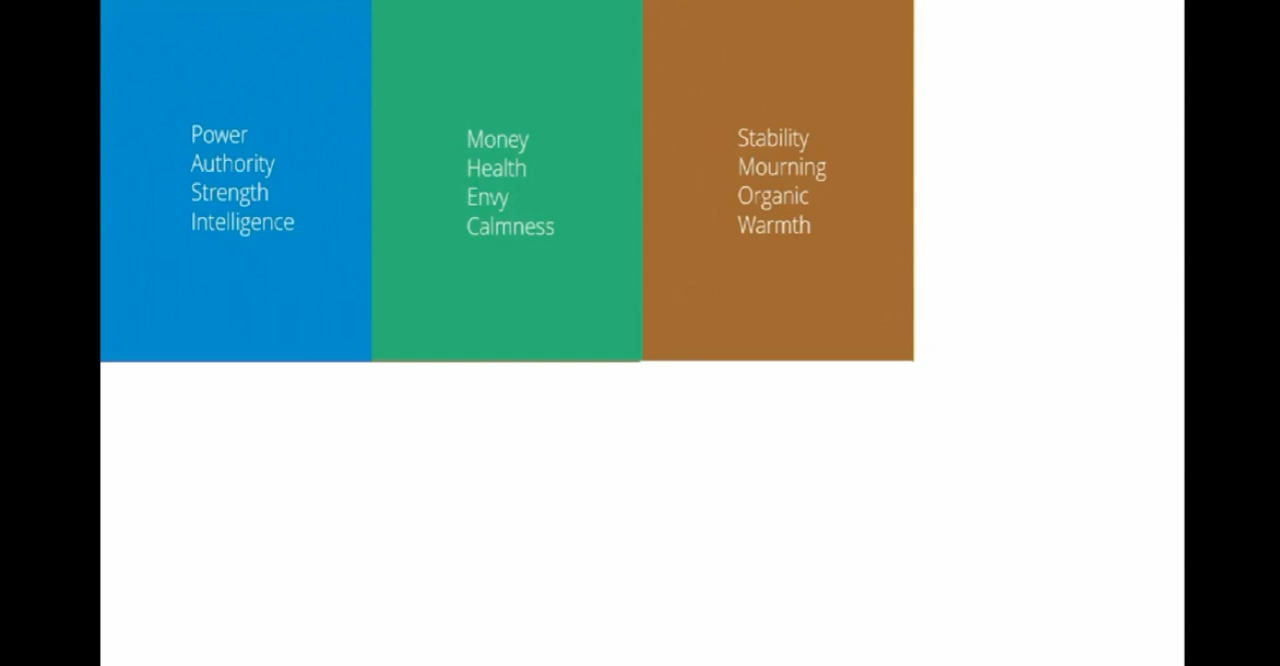 Power
Authority
Strength
Intelligence
Money
Health
Envy
Calmness
Stability
Mourning
Organic
Warmth